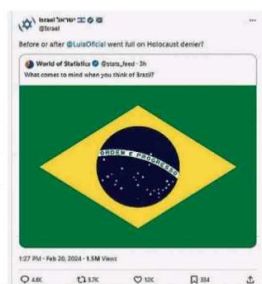 Israel ישראל
@Israel
Before or after @LulaOficial went full on Holocaust denier?
World of Statistics @stats_feed · 3h
What comes to mind when you think of Brazil?
ORDEM E PROGRESSO
1:27 PM · Feb 20, 2024 · 1.5M Views
4.8K 3.7K 12K 354